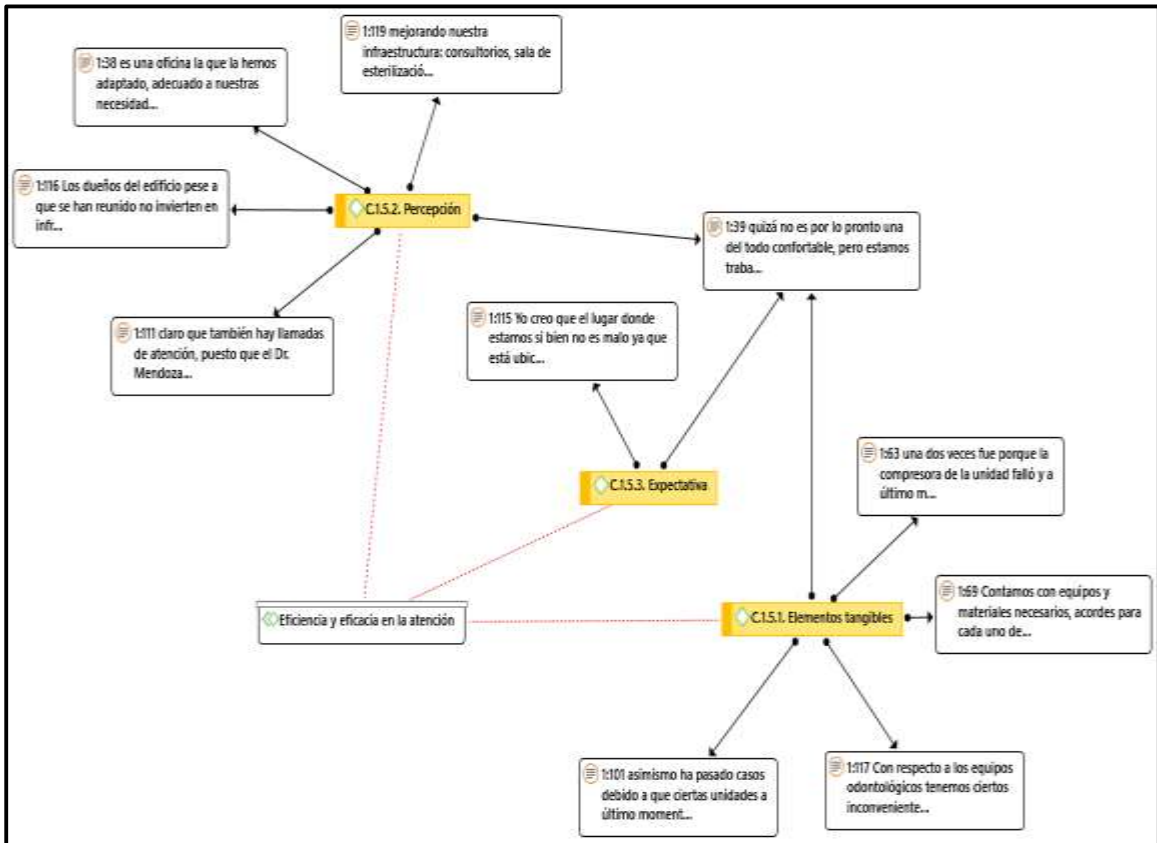 1:119 mejorando nuestra
infraestructura: consultorios, sala de
esterilizació...
1:38 es una oficina la que la hemos
adaptado, adecuado a nuestras
necesidad...
1:116 Los dueños del edificio pese a
que se han reunido no invierten en
infr...
C.1.5.2. Percepción
1:39 quizá no es por lo pronto una
del todo confortable, pero estamos
traba...
1:111 claro que también hay llamadas
de atención, puesto que el Dr.
Mendoza...
1:115 Yo creo que el lugar donde
estamos si bien no es malo ya que
está ubic...
C.1.5.3. Expectativa
1:63 una dos veces fue porque la
compresora de la unidad falló y a
último m...
Eficiencia y eficacia en la atención
C.1.5.1. Elementos tangibles
1:69 Contamos con equipos y
materiales necesarios, acordes para
cada uno de...
1:101 asimismo ha pasado casos
debido a que ciertas unidades a
último moment...
1:117 Con respecto a los equipos
odontológicos tenemos ciertos
inconveniente...